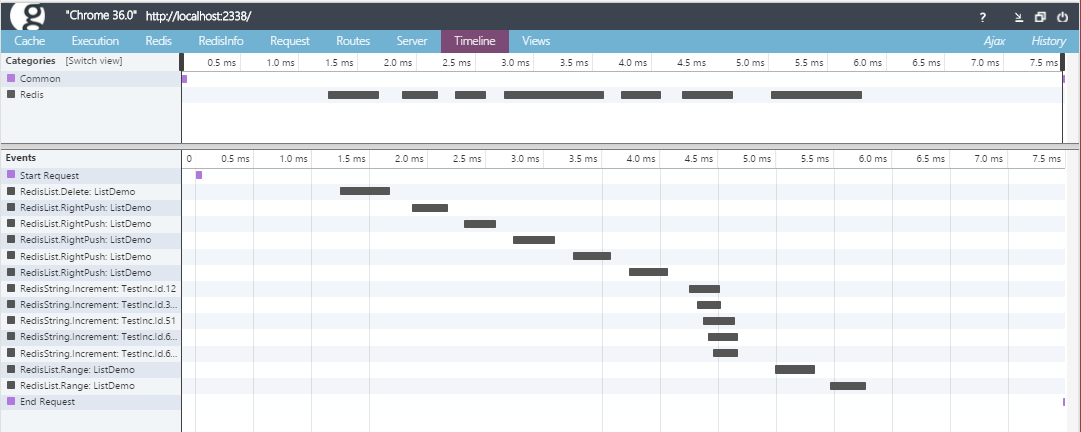 "Chrome 36.0" http://localhost:2338/ ?
Cache Execution Redis RedisInfo Request Routes Server Timeline Views Ajax History
Categories [Switch view] 0.5 ms 1.0 ms 1.5 ms 2.0 ms 2.5 ms 3.0 ms 3.5 ms 4.0 ms 4.5 ms 5.0 ms 5.5 ms 6.0 ms 6.5 ms 7.0 ms 7.5 ms
Common
Redis
Events 0 0.5 ms 1.0 ms 1.5 ms 2.0 ms 2.5 ms 3.0 ms 3.5 ms 4.0 ms 4.5 ms 5.0 ms 5.5 ms 6.0 ms 6.5 ms 7.0 ms 7.5 ms
Start Request
RedisList.Delete: ListDemo
RedisList.RightPush: ListDemo
RedisList.RightPush: ListDemo
RedisList.RightPush: ListDemo
RedisList.RightPush: ListDemo
RedisList.RightPush: ListDemo
RedisString.Increment: TestInc.Id.12
RedisString.Increment: TestInc.Id.3...
RedisString.Increment: TestInc.Id.51
RedisString.Increment: TestInc.Id.6...
RedisString.Increment: TestInc.Id.6...
RedisList.Range: ListDemo
RedisList.Range: ListDemo
End Request